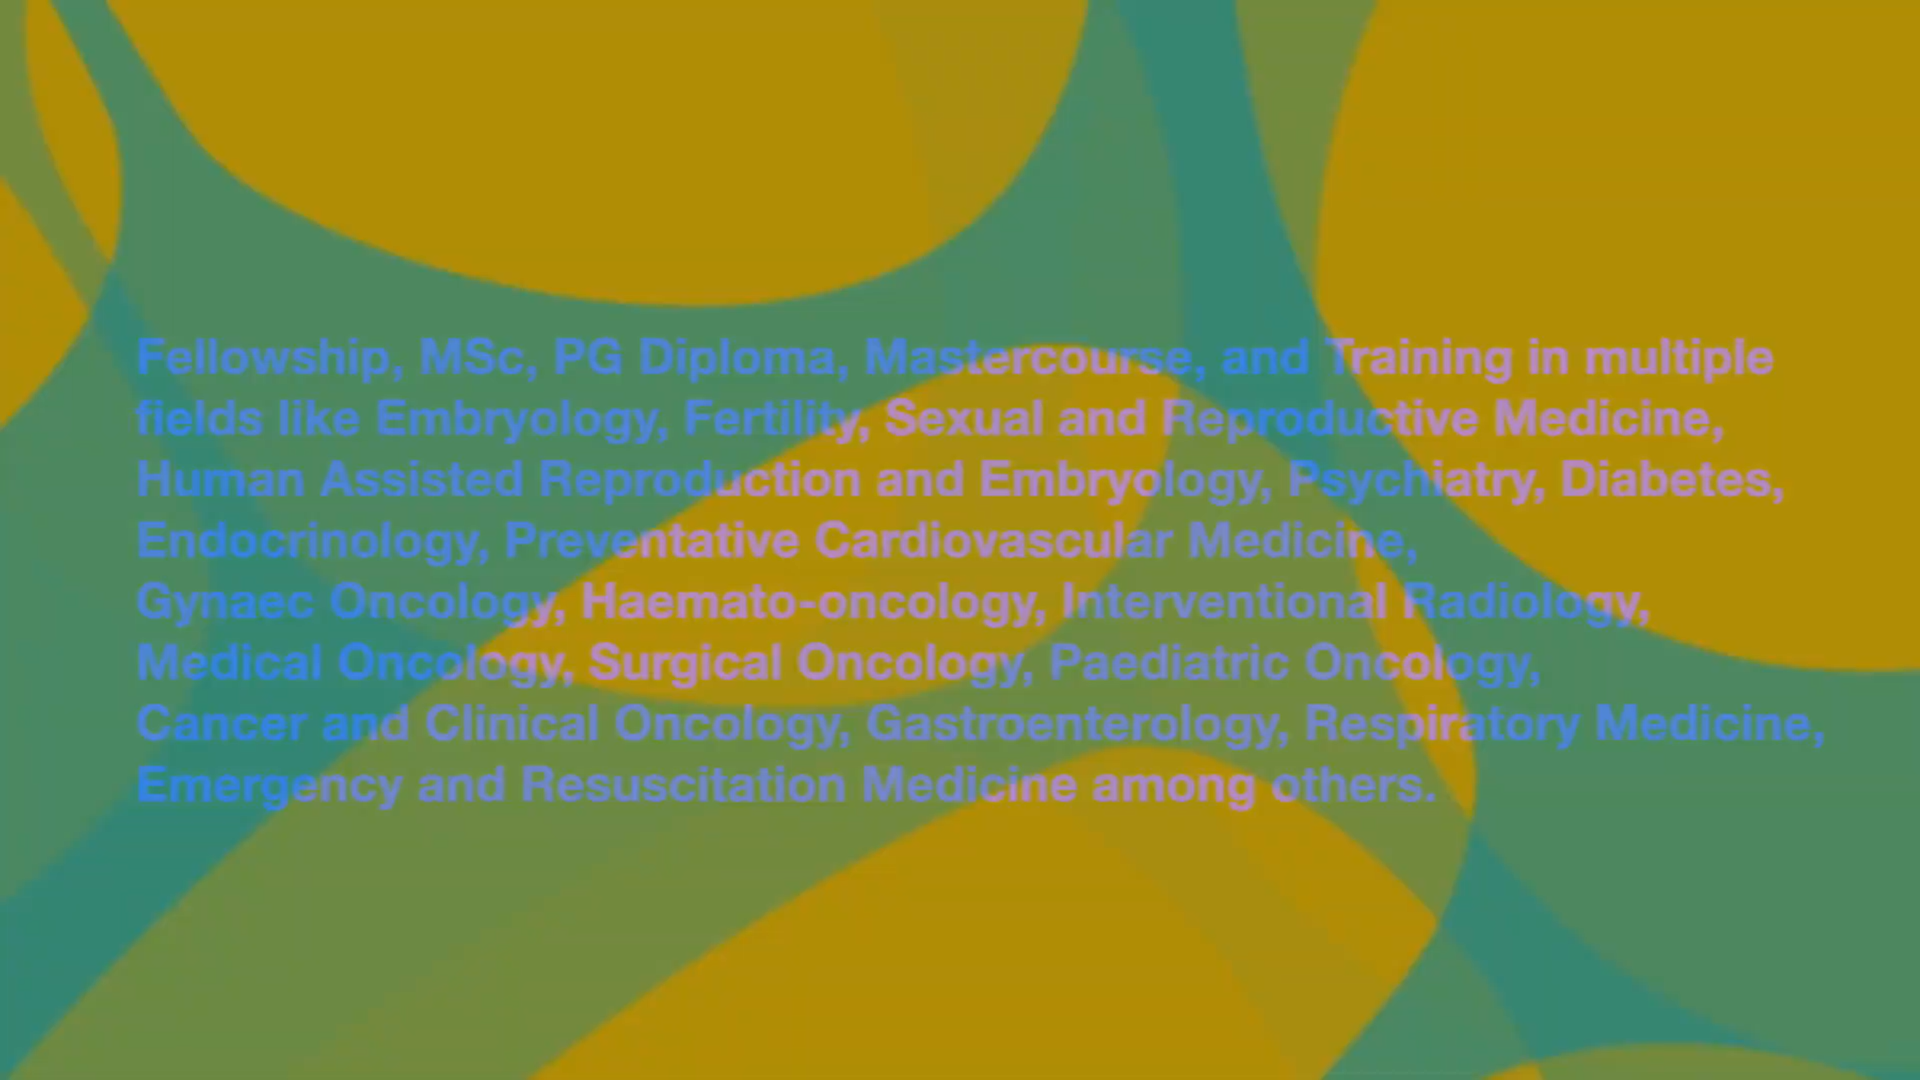 Fellowship, MSc, PG Diploma, Mastercourse, and Training in multiple
fields like Embryology, Fertility, Sexual and Reproductive Medicine,
Human Assisted Reproduction and Embryology, Psychiatry, Diabetes,
Endocrinology, Preventative Cardiovascular Medicine,
Gynaec Oncology, Haemato-oncology, Interventional Radiology,
Medical Oncology, Surgical Oncology, Paediatric Oncology,
Cancer and Clinical Oncology, Gastroenterology, Respiratory Medicine,
Emergency and Resuscitation Medicine among others.